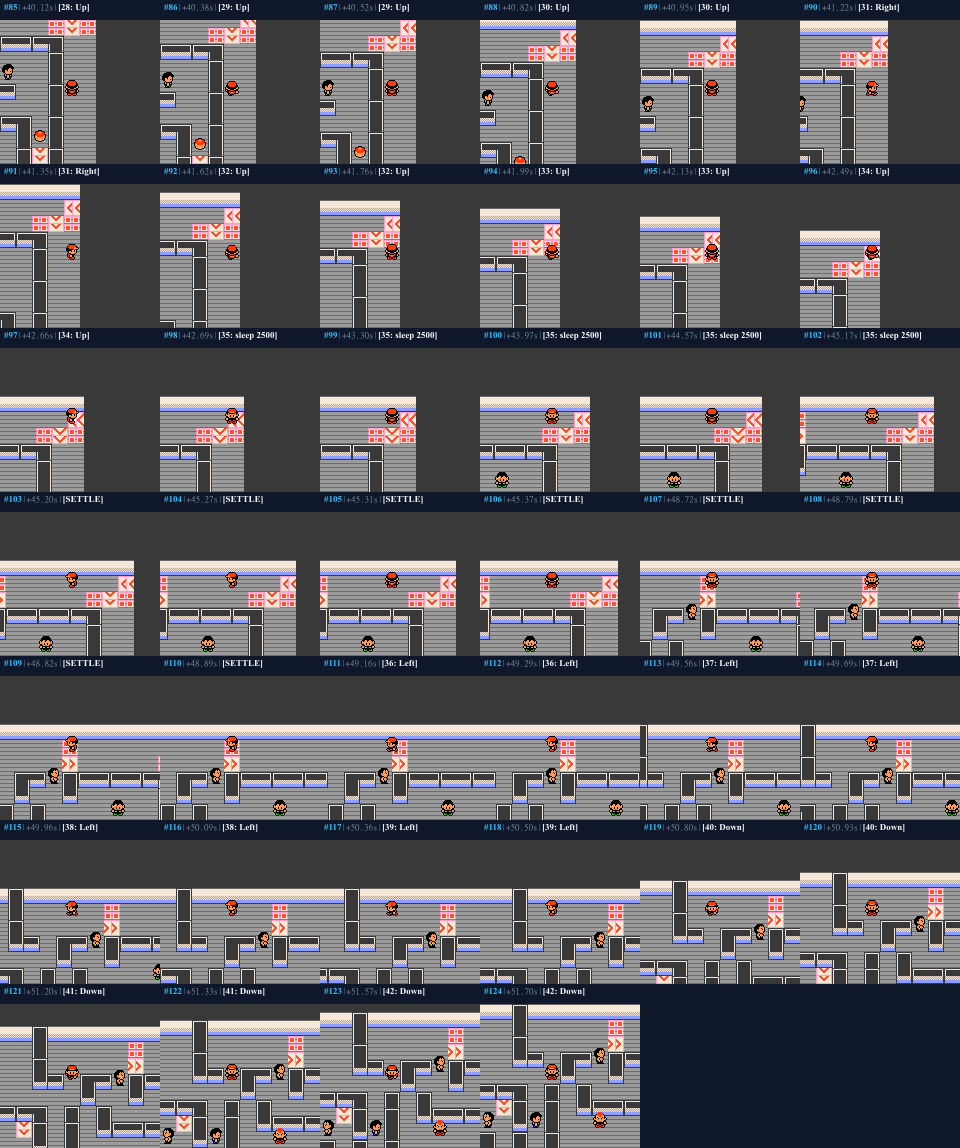 #85|+40.12s|[28: Up] #86|+40.38s|[29: Up] #87|+40.52s|[29: Up] #88|+40.82s|[30: Up] #89|+40.95s|[30: Up] #90|+41.22s|[31: Right]
#91|+41.35s|[31: Right] #92|+41.62s|[32: Up] #93|+41.76s|[32: Up] #94|+41.99s|[33: Up] #95|+42.13s|[33: Up] #96|+42.49s|[34: Up]
#97|+42.66s|[34: Up] #98|+42.69s|[35: sleep 2500] #99|+43.30s|[35: sleep 2500] #100|+43.97s|[35: sleep 2500] #101|+44.57s|[35: sleep 2500] #102|+45.17s|[35: sleep 2500]
#103|+45.20s|[SETTLE] #104|+45.27s|[SETTLE] #105|+45.31s|[SETTLE] #106|+45.37s|[SETTLE] #107|+48.72s|[SETTLE] #108|+48.79s|[SETTLE]
#109|+48.82s|[SETTLE] #110|+48.89s|[SETTLE] #111|+49.16s|[36: Left] #112|+49.29s|[36: Left] #113|+49.56s|[37: Left] #114|+49.69s|[37: Left]
#115|+49.96s|[38: Left] #116|+50.09s|[38: Left] #117|+50.36s|[39: Left] #118|+50.50s|[39: Left] #119|+50.80s|[40: Down] #120|+50.93s|[40: Down]
#121|+51.20s|[41: Down] #122|+51.33s|[41: Down] #123|+51.57s|[42: Down] #124|+51.70s|[42: Down]